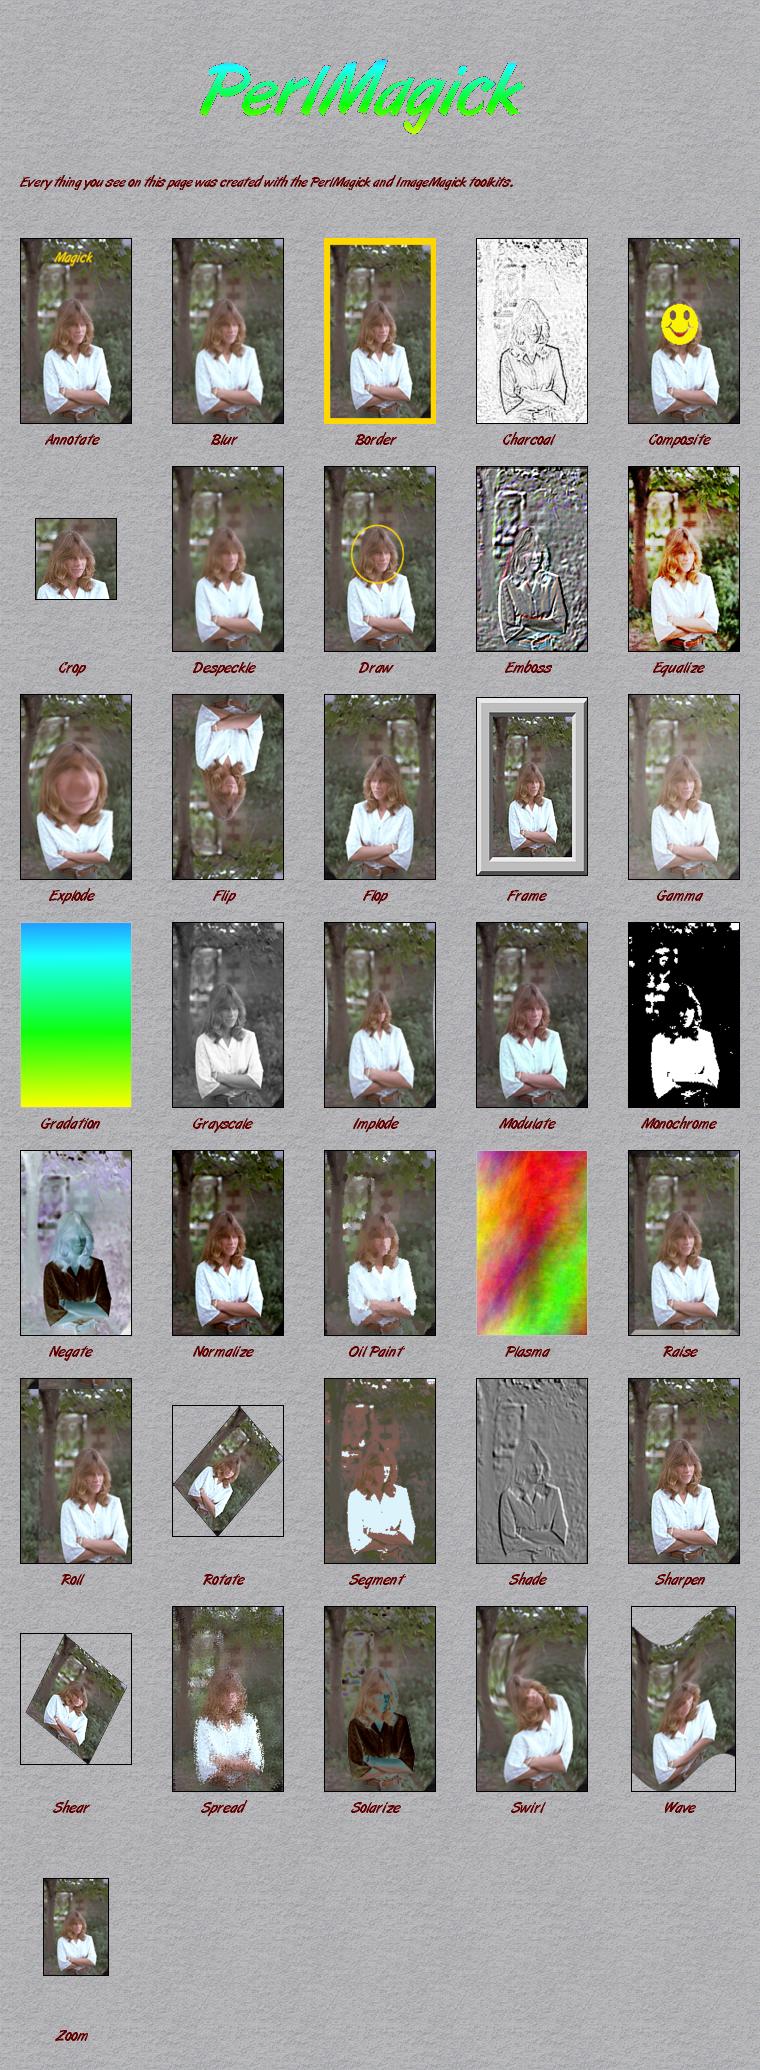 PerlMagick
Every thing you see on this page was created with the PerlMagick and ImageMagick toolkits.
Magick
Annotate Blur Border Charcoal Composite
Crop Despeckle Draw Emboss Equalize
Explode Flip Flop Frame Gamma
Gradation Grayscale Implode Modulate Monochrome
Negate Normalize Oil Paint Plasma Raise
Roll Rotate Segment Shade Sharpen
Shear Spread Solarize Swirl Wave
Zoom